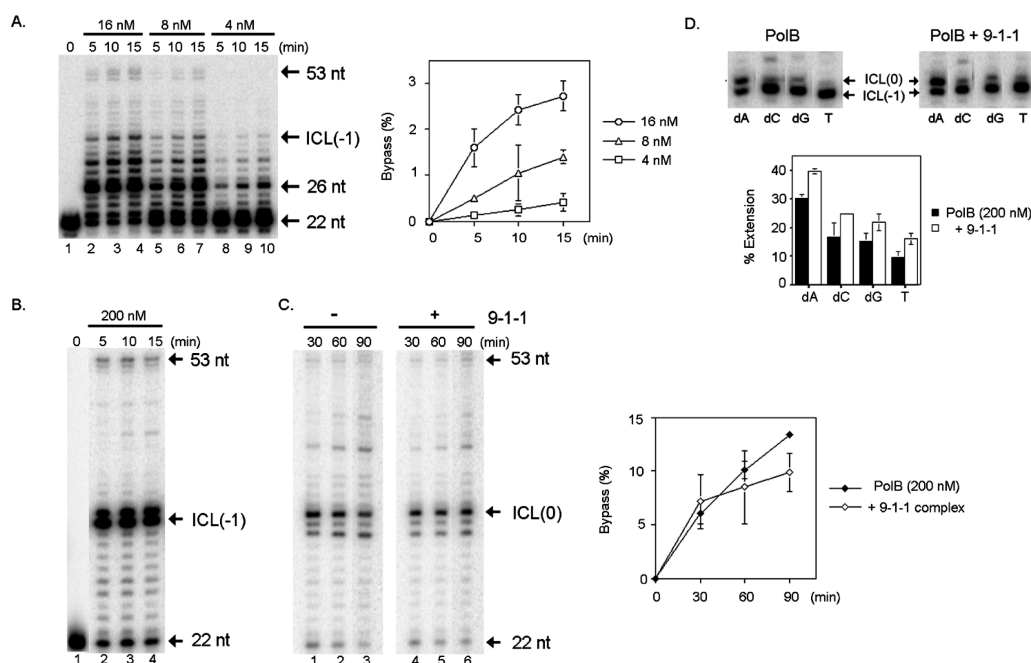 A.
16 nM 8 nM 4 nM
0 5 10 15 5 10 15 5 10 15 (min)
53 nt
ICL(-1)
26 nt
22 nt
1 2 3 4 5 6 7 8 9 10
Bypass (%)
3
2
1
0
0 5 10 15 (min)
16 nM
8 nM
4 nM
D.
PolB PolB + 9-1-1
ICL(0)
ICL(-1)
dA dC dG T dA dC dG T
% Extension
40
30
20
10
0
dA dC dG T
PolB (200 nM)
+ 9-1-1
B.
200 nM
0 5 10 15 (min)
53 nt
ICL(-1)
22 nt
1 2 3 4
C.
- + 9-1-1
30 60 90 30 60 90 (min)
53 nt
ICL(0)
22 nt
1 2 3 4 5 6
Bypass (%)
15
10
5
0
0 30 60 90 (min)
PolB (200 nM)
+ 9-1-1 complex